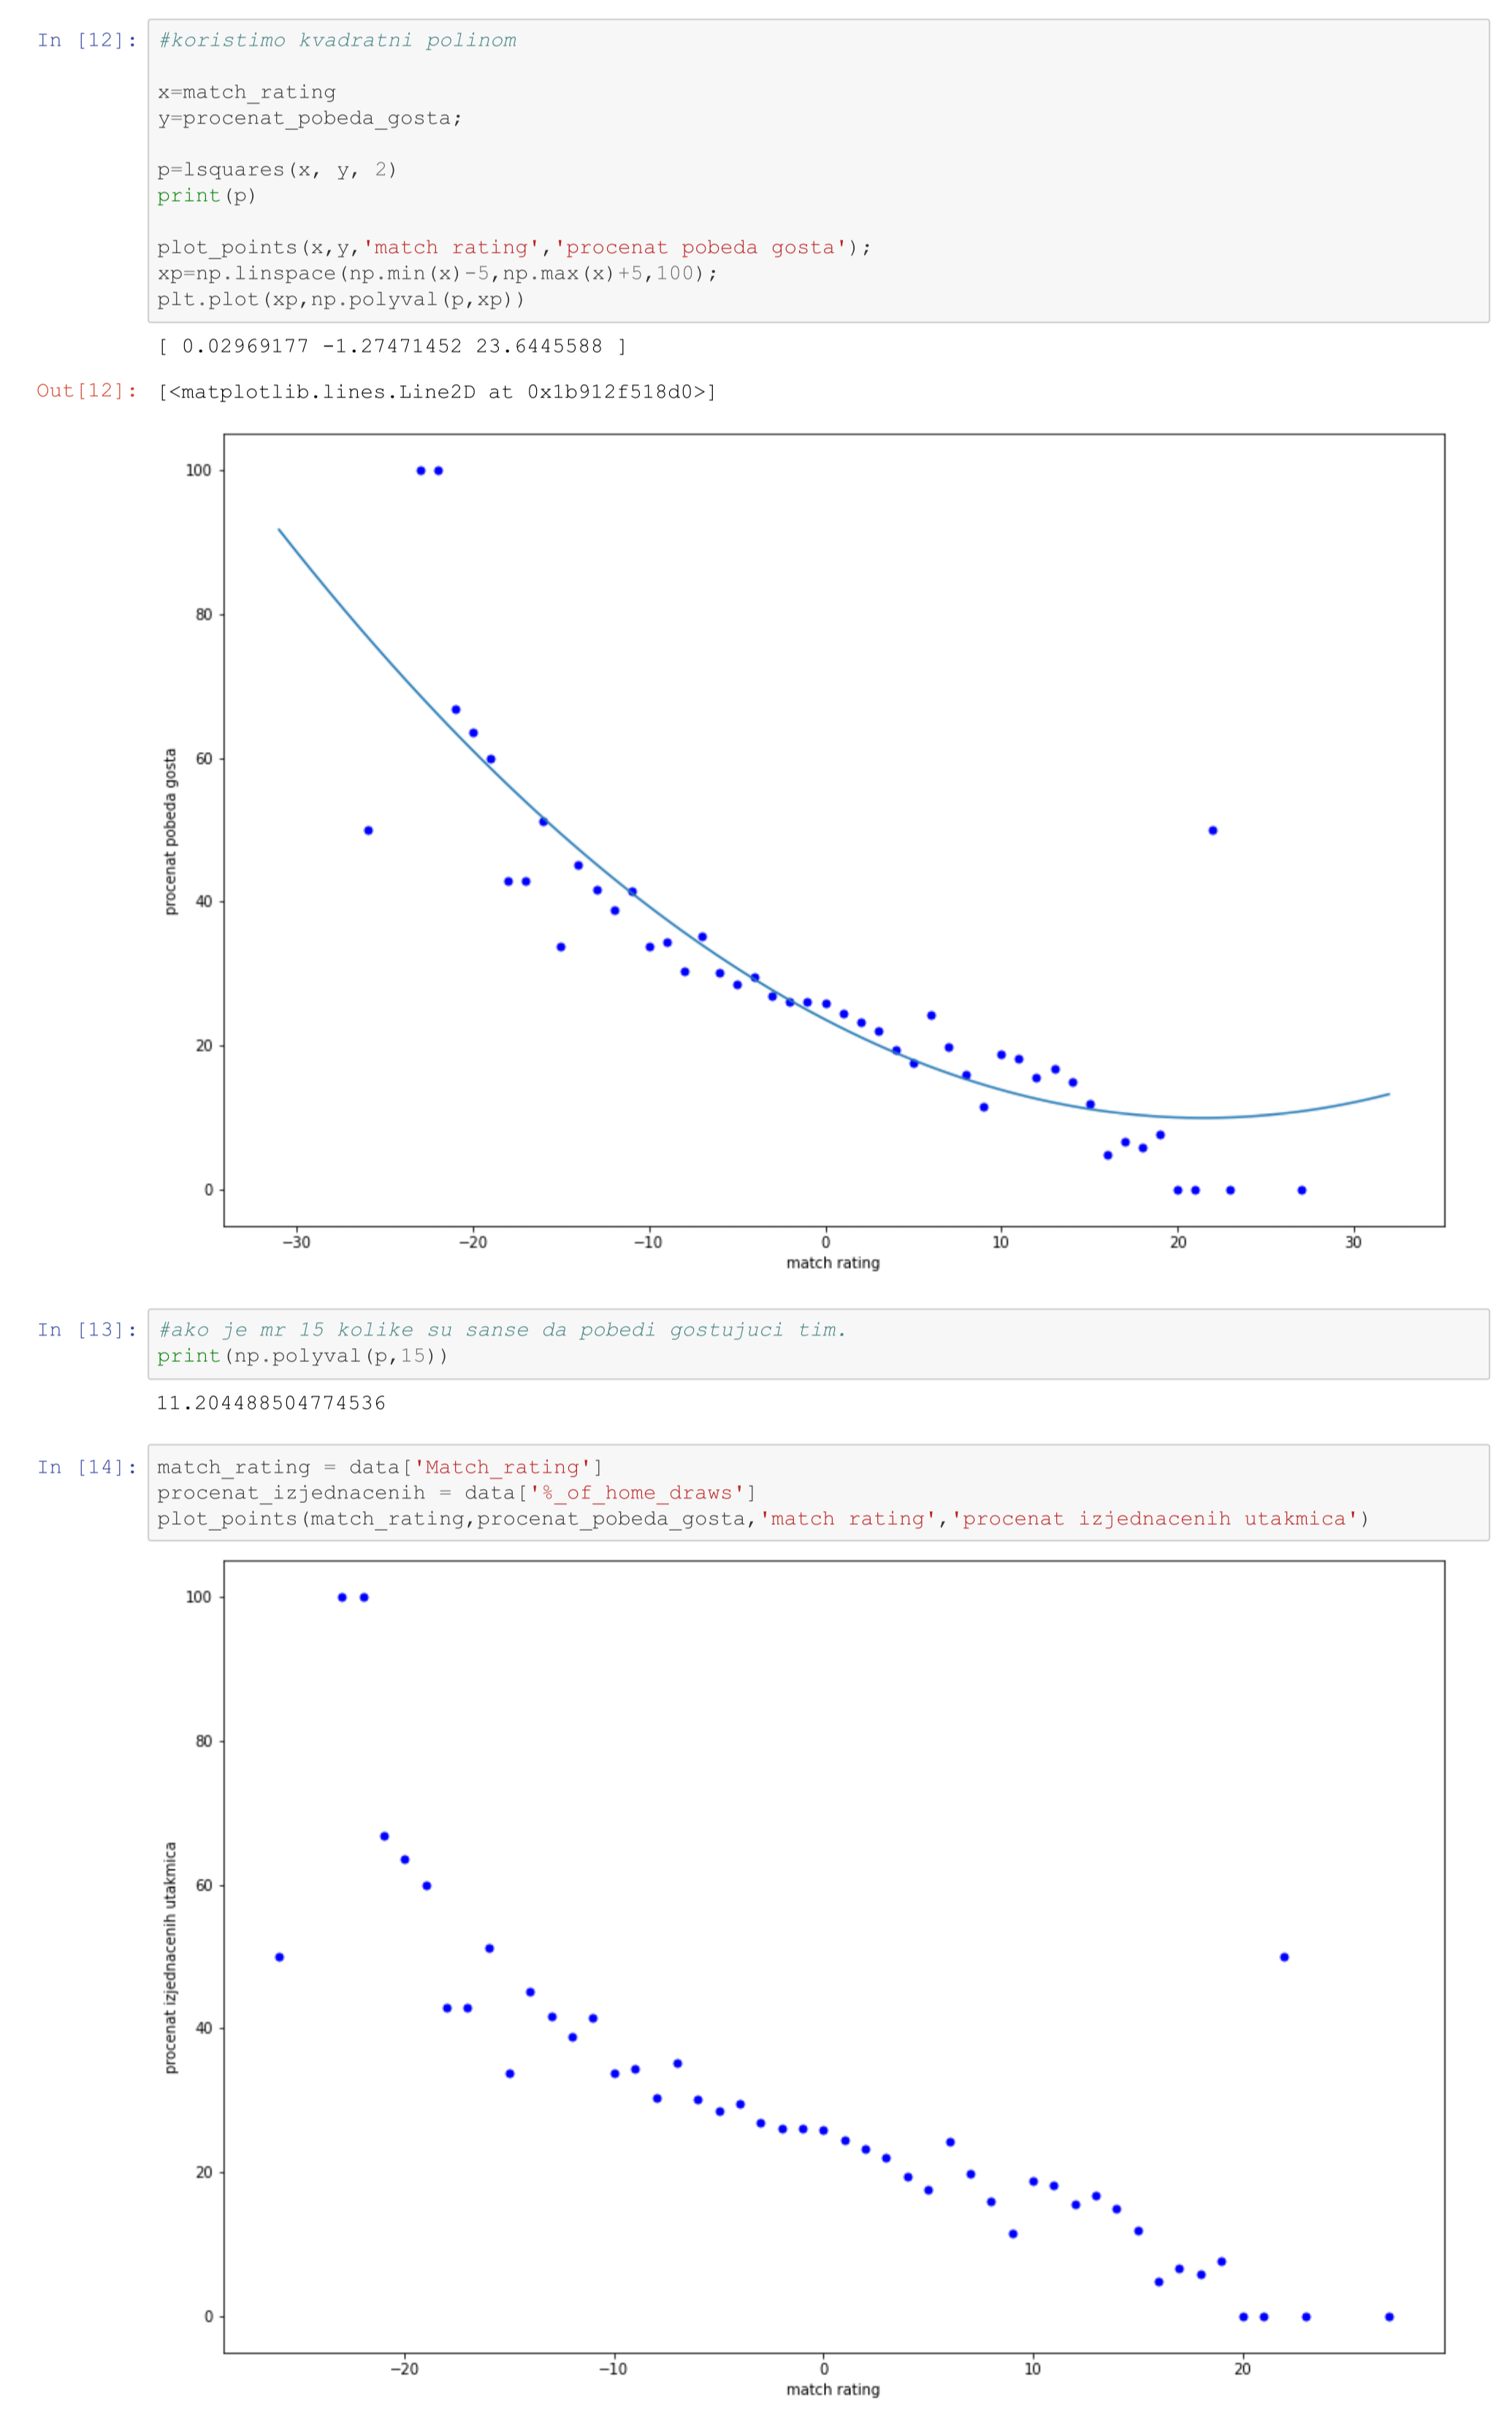 In [12]: #koristimo kvadratni polinom
x=match_rating
y=procenat_pobeda_gosta;
p=lsquares(x, y, 2)
print(p)
plot_points(x,y,'match rating','procenat pobeda gosta');
xp=np.linspace(np.min(x)-5,np.max(x)+5,100);
plt.plot(xp,np.polyval(p,xp))
[ 0.02969177 -1.27471452 23.6445588 ]
Out[12]: [<matplotlib.lines.Line2D at 0x1b912f518d0>]
100
80
60
40
20
0
procenat pobeda gosta
−30 −20 −10 0 10 20 30
match rating
In [13]: #ako je mr 15 kolike su sanse da pobedi gostujuci tim.
print(np.polyval(p,15))
11.204488504774536
In [14]: match_rating = data['Match_rating']
procenat_izjednacenih = data['%_of_home_draws']
plot_points(match_rating,procenat_pobeda_gosta,'match rating','procenat izjednacenih utakmica')
100
80
60
40
20
0
procenat izjednacenih utakmica
−20 −10 0 10 20
match rating